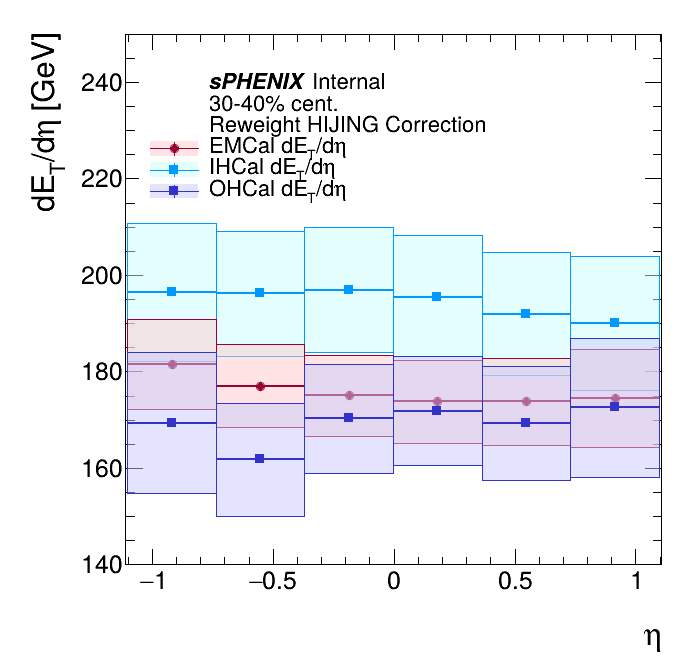 dE_T/dη [GeV]
240
220
200
180
160
140
sPHENIX Internal
30-40% cent.
Reweight HIJING Correction
EMCal dE_T/dη
IHCal dE_T/dη
OHCal dE_T/dη
−1
−0.5
0
0.5
1
η